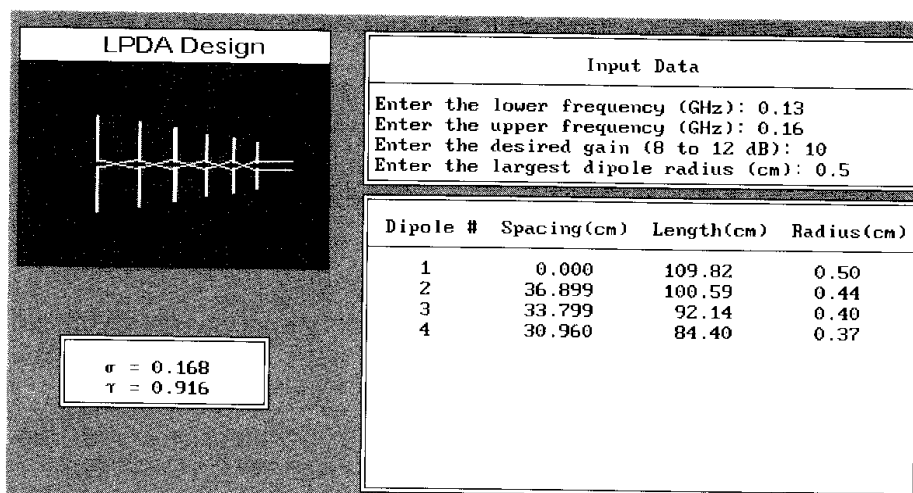 LPDA Design
Input Data
Enter the lower frequency (GHz): 0.13
Enter the upper frequency (GHz): 0.16
Enter the desired gain (8 to 12 dB): 10
Enter the largest dipole radius (cm): 0.5
Dipole # Spacing(cm) Length(cm) Radius(cm)
1 0.000 109.82 0.50
2 36.899 100.59 0.44
3 33.799 92.14 0.40
4 30.960 84.40 0.37
σ = 0.168
τ = 0.916